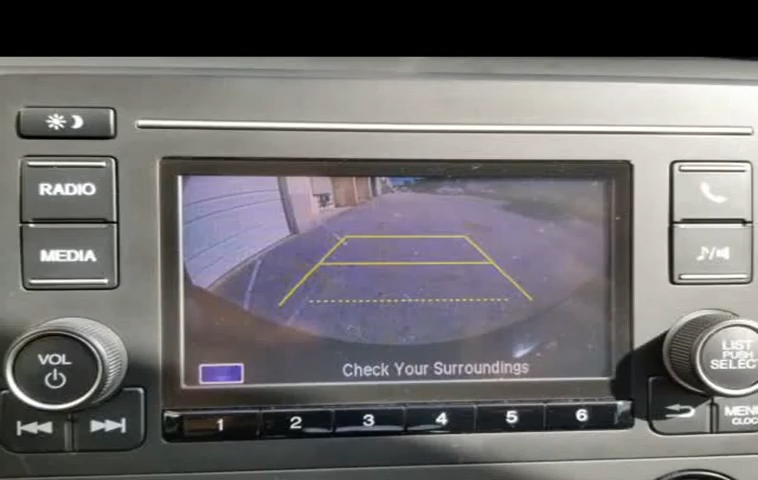 RADIO
MEDIA
VOL
Check Your Surroundings
1 2 3 4 5 6
LIST
PUSH
SELECT
MENU
CLOCK